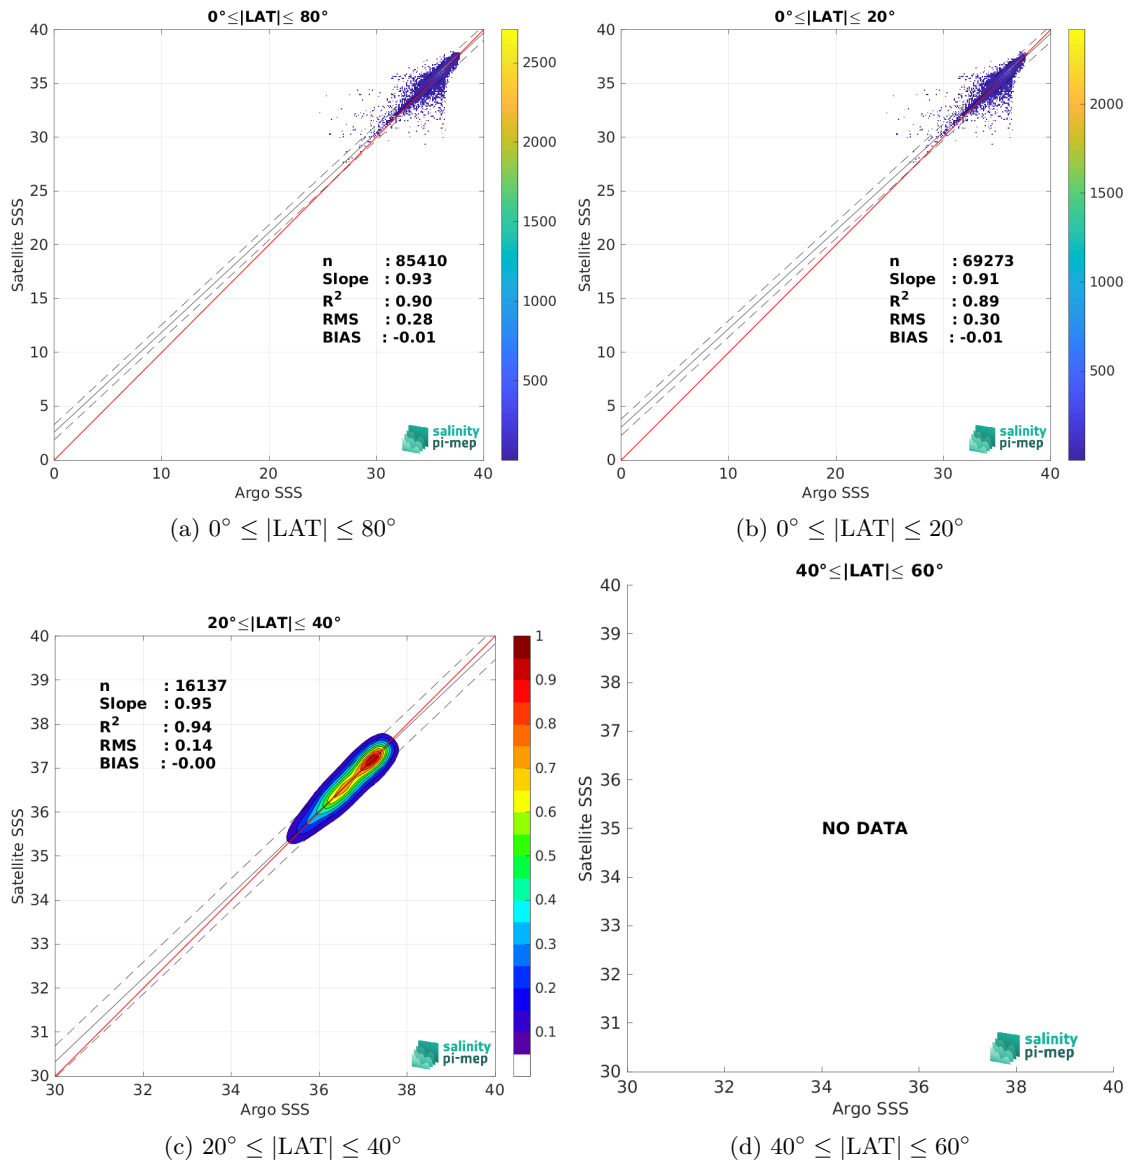 0°≤|LAT|≤ 80°
40
35
30
25
20
15
10
5
0
Satellite SSS
n : 85410
Slope : 0.93
R² : 0.90
RMS : 0.28
BIAS : -0.01
salinity
pi-mep
0 10 20 30 40
Argo SSS
2500
2000
1500
1000
500
(a) 0° ≤ |LAT| ≤ 80°
0°≤|LAT|≤ 20°
40
35
30
25
20
15
10
5
0
Satellite SSS
n : 69273
Slope : 0.91
R² : 0.89
RMS : 0.30
BIAS : -0.01
salinity
pi-mep
0 10 20 30 40
Argo SSS
2000
1500
1000
500
(b) 0° ≤ |LAT| ≤ 20°
20°≤|LAT|≤ 40°
40
39
38
37
36
35
34
33
32
31
30
Satellite SSS
n : 16137
Slope : 0.95
R² : 0.94
RMS : 0.14
BIAS : -0.00
salinity
pi-mep
30 32 34 36 38 40
Argo SSS
1
0.9
0.8
0.7
0.6
0.5
0.4
0.3
0.2
0.1
(c) 20° ≤ |LAT| ≤ 40°
40°≤|LAT|≤ 60°
40
39
38
37
36
35
34
33
32
31
30
Satellite SSS
NO DATA
salinity
pi-mep
30 32 34 36 38 40
Argo SSS
(d) 40° ≤ |LAT| ≤ 60°